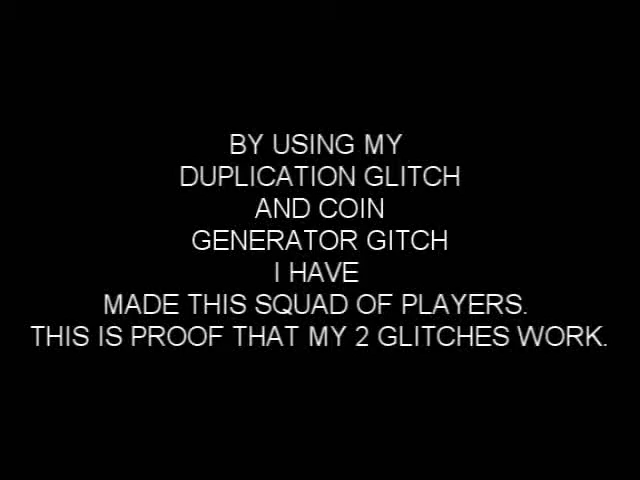 BY USING MY
DUPLICATION GLITCH
AND COIN
GENERATOR GITCH
I HAVE
MADE THIS SQUAD OF PLAYERS.
THIS IS PROOF THAT MY 2 GLITCHES WORK.